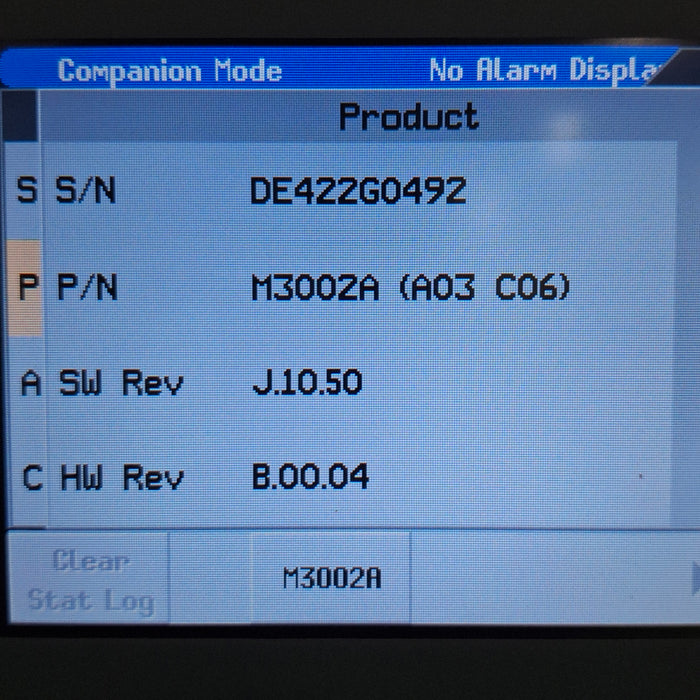 Companion Mode No Alarm Displa
Product
S S/N DE422G0492
P P/N M3002A (A03 C06)
A SW Rev J.10.50
C HW Rev B.00.04
Clear
Stat Log
M3002A